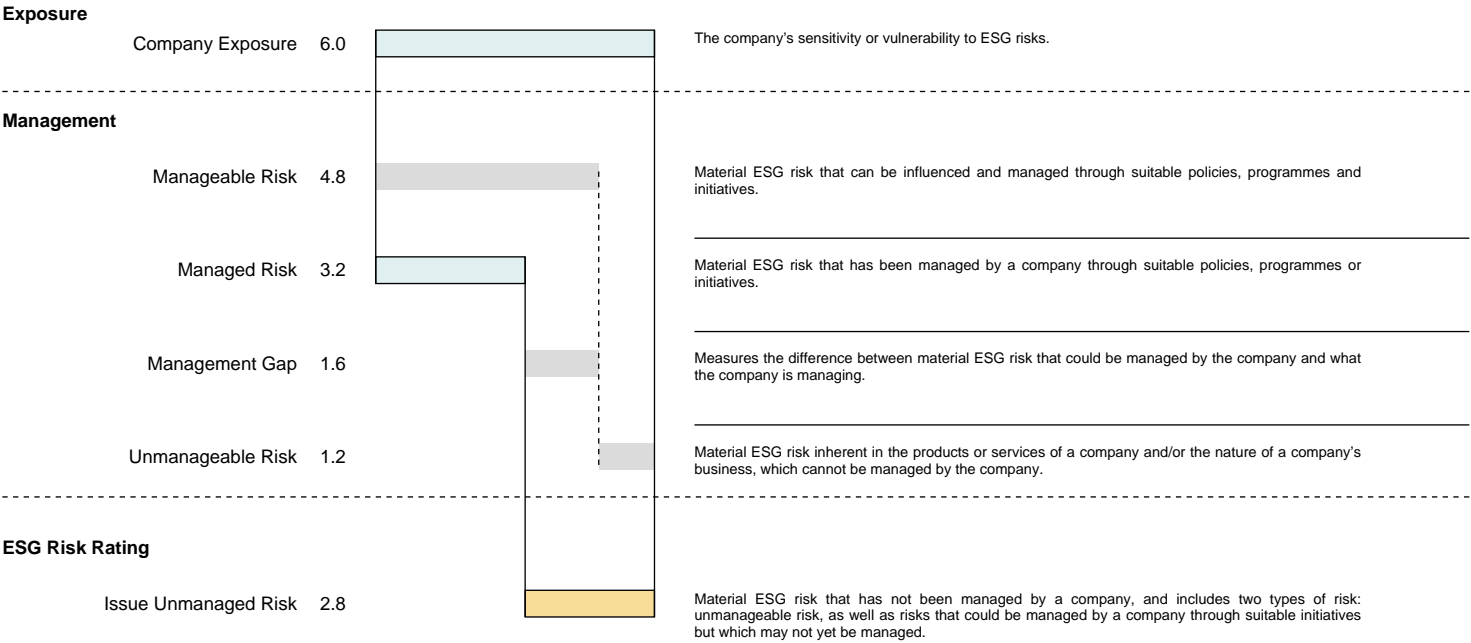 Exposure
Company Exposure 6.0
The company’s sensitivity or vulnerability to ESG risks.
Management
Manageable Risk 4.8
Material ESG risk that can be influenced and managed through suitable policies, programmes and
initiatives.
Managed Risk 3.2
Material ESG risk that has been managed by a company through suitable policies, programmes or
initiatives.
Management Gap 1.6
Measures the difference between material ESG risk that could be managed by the company and what
the company is managing.
Unmanageable Risk 1.2
Material ESG risk inherent in the products or services of a company and/or the nature of a company’s
business, which cannot be managed by the company.
ESG Risk Rating
Issue Unmanaged Risk 2.8
Material ESG risk that has not been managed by a company, and includes two types of risk:
unmanageable risk, as well as risks that could be managed by a company through suitable initiatives
but which may not yet be managed.